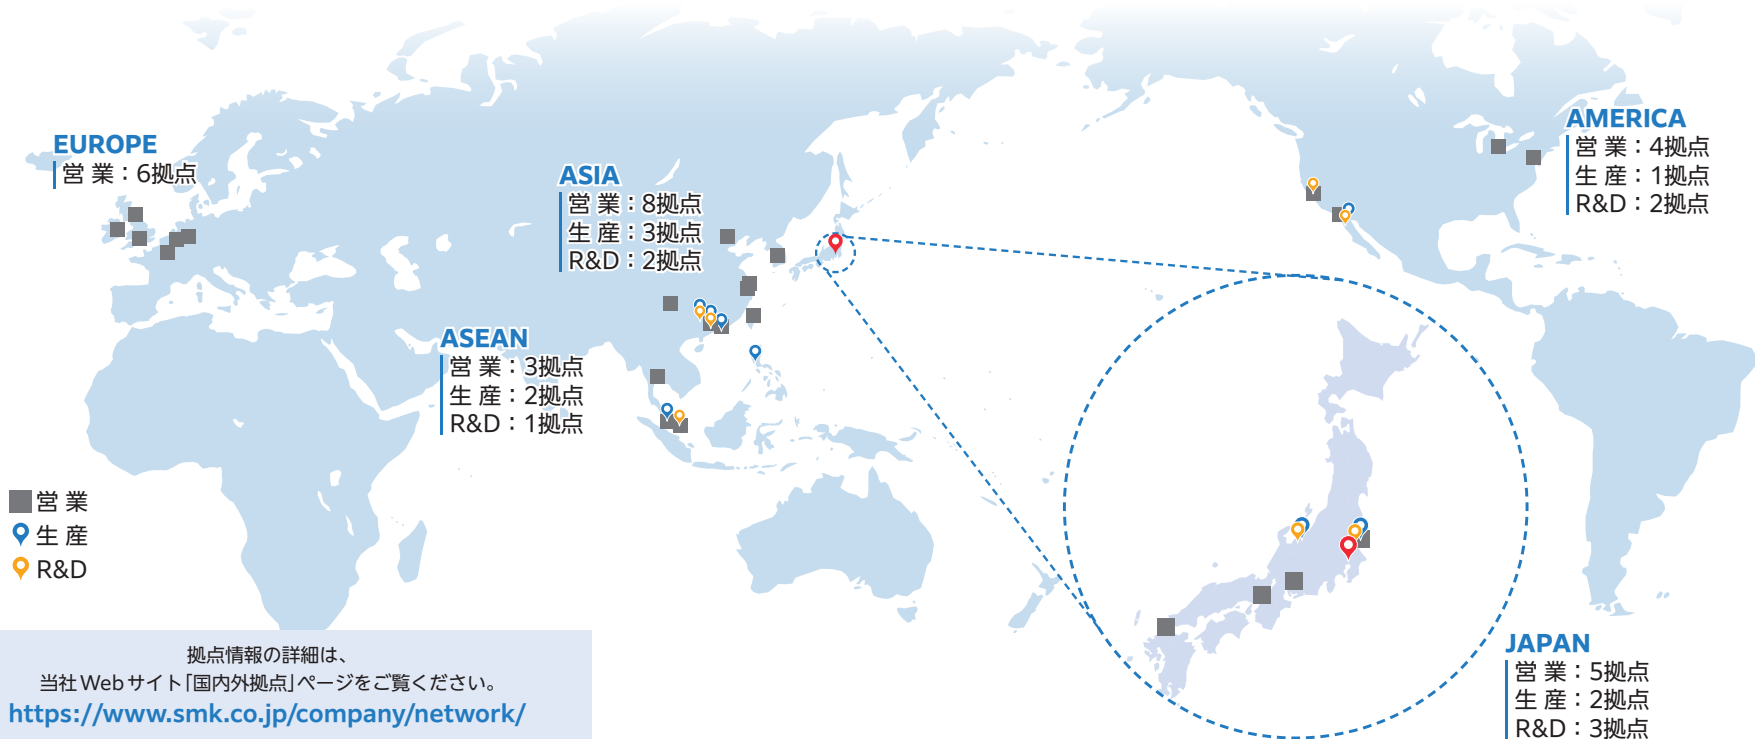 EUROPE
営 業：6拠点
ASIA
営 業：8拠点
生 産：3拠点
R&D：2拠点
AMERICA
営 業：4拠点
生 産：1拠点
R&D：2拠点
ASEAN
営 業：3拠点
生 産：2拠点
R&D：1拠点
営 業
生 産
R&D
JAPAN
営 業：5拠点
生 産：2拠点
R&D：3拠点
拠点情報の詳細は、
当社Webサイト「国内外拠点」ページをご覧ください。
https://www.smk.co.jp/company/network/